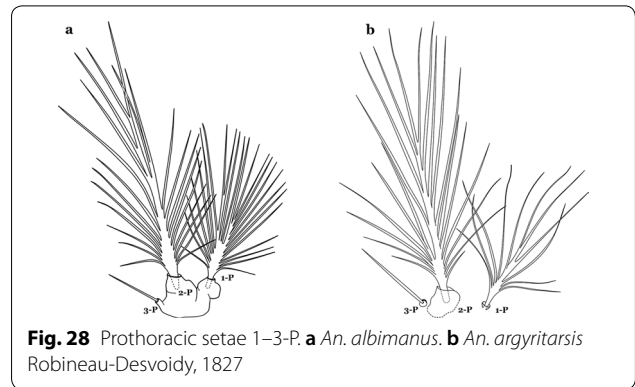 a
b
1-P
2-P
3-P
3-P
2-P
1-P
Fig. 28 Prothoracic setae 1–3-P. a An. albimanus. b An. argyritarsis
Robineau-Desvoidy, 1827